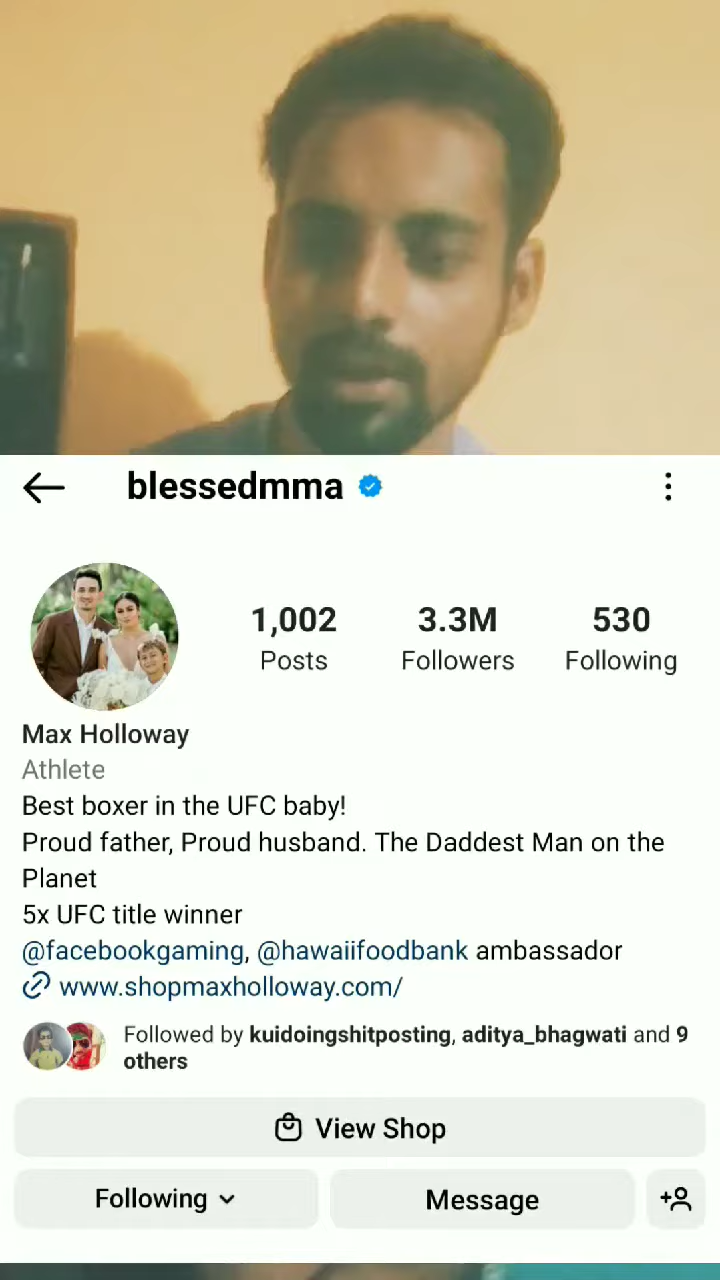 blessedmma
1,002
Posts
3.3M
Followers
530
Following
Max Holloway
Athlete
Best boxer in the UFC baby!
Proud father, Proud husband. The Daddest Man on the
Planet
5x UFC title winner
@facebookgaming, @hawaiifoodbank ambassador
www.shopmaxholloway.com/
Followed by kuidoingshitposting, aditya_bhagwati and 9
others
View Shop
Following
Message